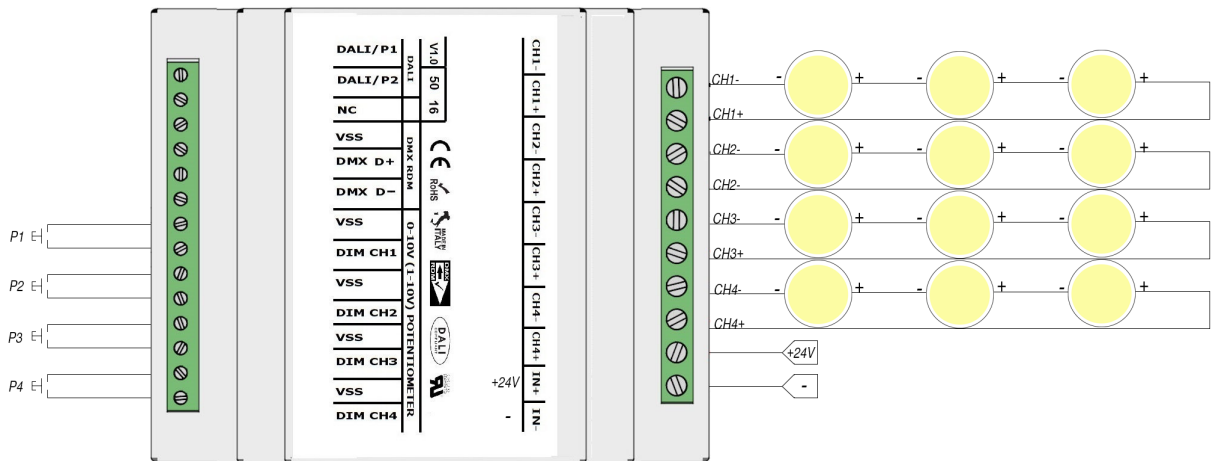 P1
P2
P3
P4
DALI/P1
DALI/P2
NC
VSS
DMX D+
DMX D-
VSS
DIM CH1
VSS
DIM CH2
VSS
DIM CH3
VSS
DIM CH4
DALI
DMX RDM
0-10V (1-10V) POTENTIOMETER
V1.0 50 16
CE
RoHS
MADE IN
ITALY
DALI
+24V
-
CH1-
CH1+
CH2-
CH2+
CH3-
CH3+
CH4-
CH4+
IN+
IN-
CH1- - + - + - +
CH1+
CH2- - + - + - +
CH2-
CH3- - + - + - +
CH3+
CH4- - + - + - +
CH4+
+24V
-